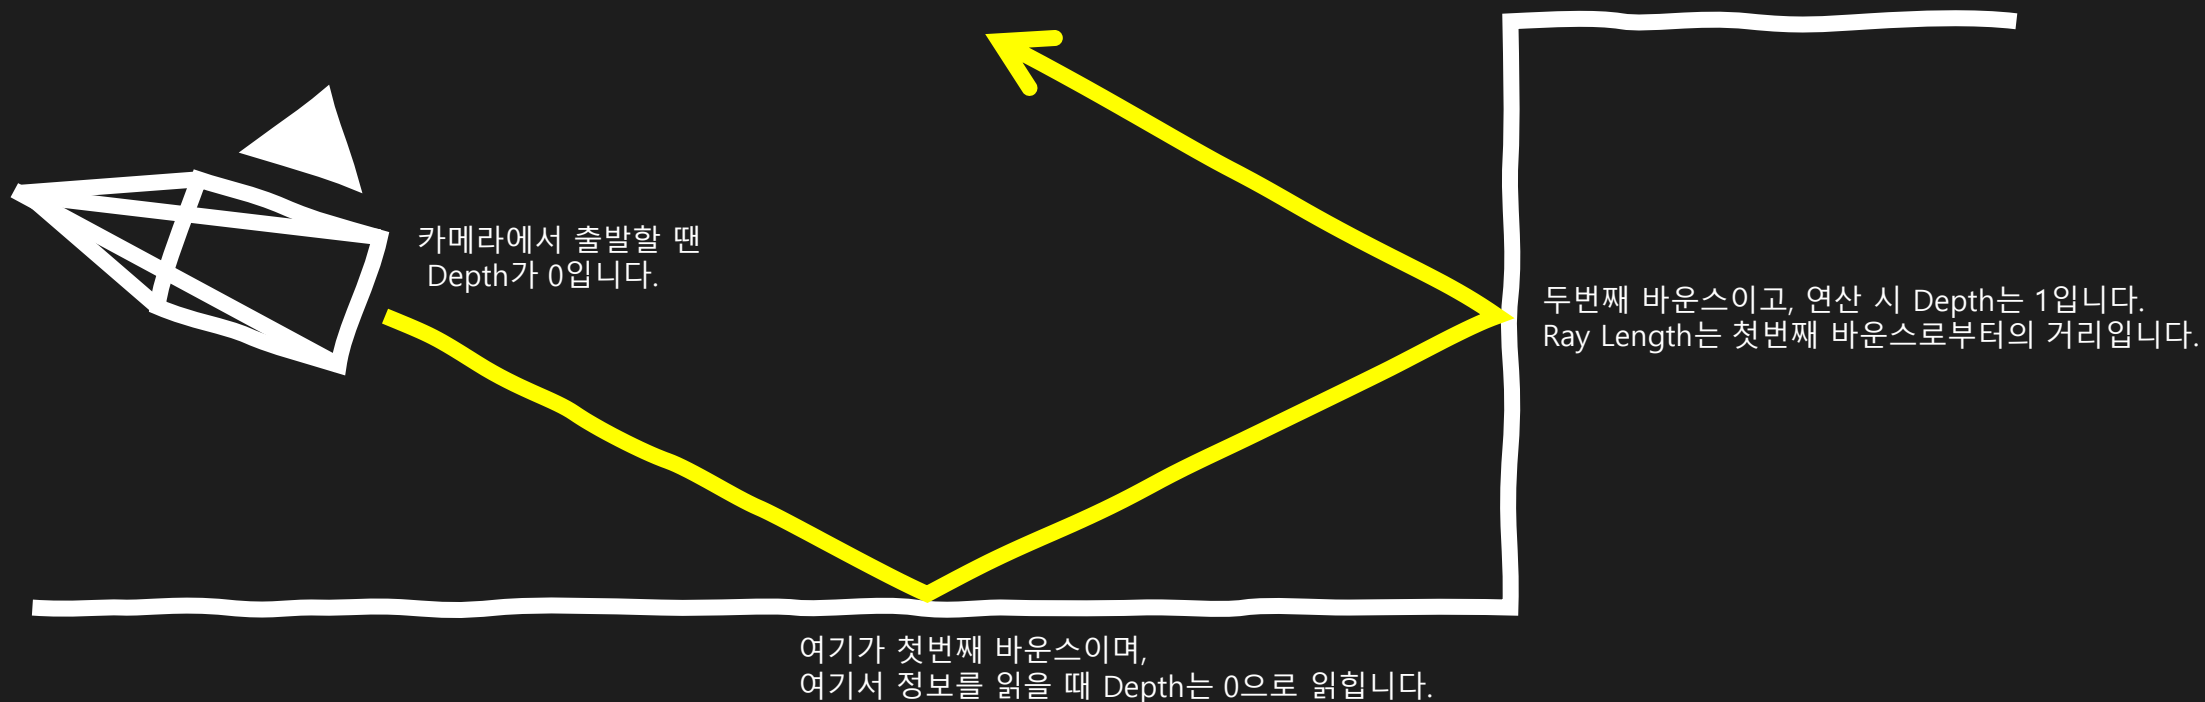 카메라에서 출발할 땐
Depth가 0입니다.
두번째 바운스이고, 연산 시 Depth는 1입니다.
Ray Length는 첫번째 바운스로부터의 거리입니다.
여기가 첫번째 바운스이며,
여기서 정보를 읽을 때 Depth는 0으로 읽힙니다.